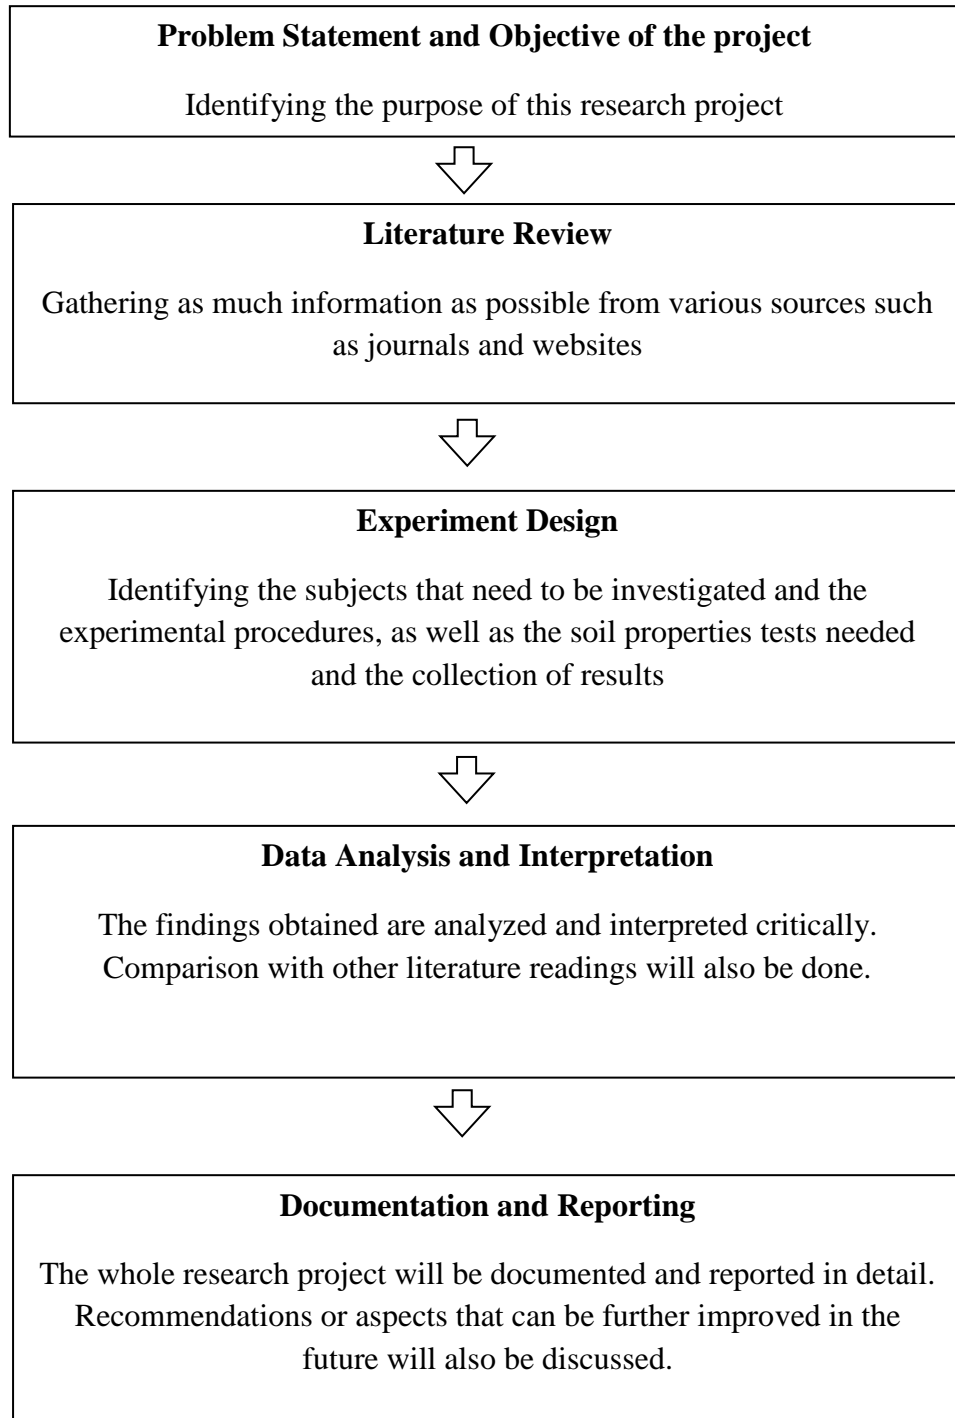 Problem Statement and Objective of the project
Identifying the purpose of this research project
Literature Review
Gathering as much information as possible from various sources such
as journals and websites
Experiment Design
Identifying the subjects that need to be investigated and the
experimental procedures, as well as the soil properties tests needed
and the collection of results
Data Analysis and Interpretation
The findings obtained are analyzed and interpreted critically.
Comparison with other literature readings will also be done.
Documentation and Reporting
The whole research project will be documented and reported in detail.
Recommendations or aspects that can be further improved in the
future will also be discussed.